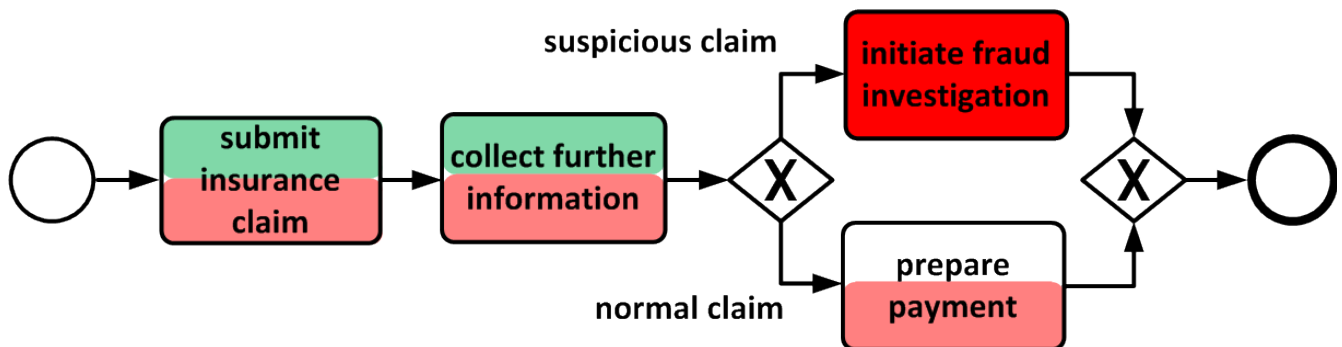 submit
insurance
claim
collect further
information
X
suspicious claim
initiate fraud
investigation
normal claim
prepare
payment
X